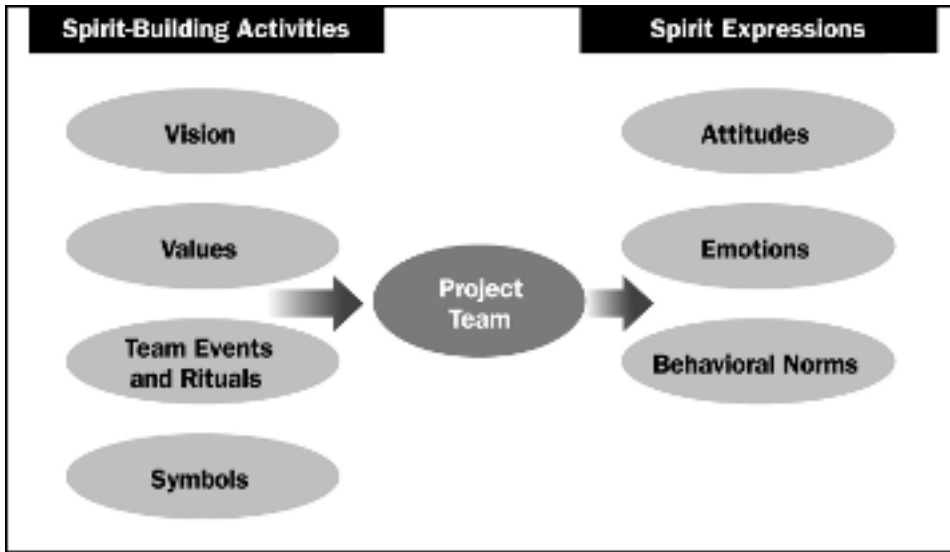 Spirit-Building Activities
Vision
Values
Team Events
and Rituals
Symbols
Project
Team
Spirit Expressions
Attitudes
Emotions
Behavioral Norms